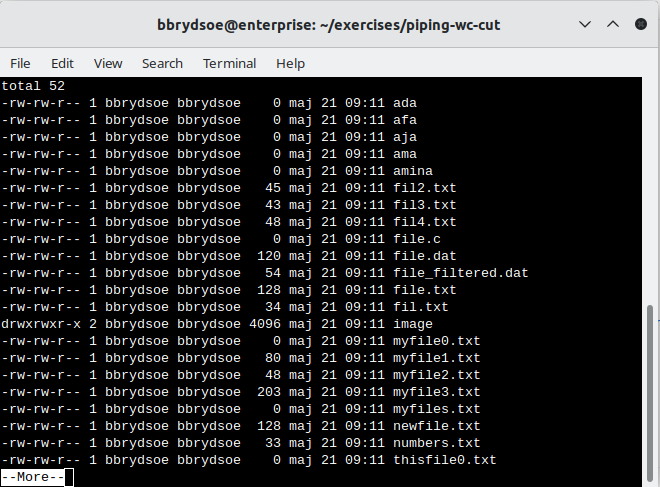 bbrydsoe@enterprise: ~/exercises/piping-wc-cut
File Edit View Search Terminal Help
total 52
-rw-rw-r-- 1 bbrydsoe bbrydsoe    0 maj 21 09:11 ada
-rw-rw-r-- 1 bbrydsoe bbrydsoe    0 maj 21 09:11 afa
-rw-rw-r-- 1 bbrydsoe bbrydsoe    0 maj 21 09:11 aja
-rw-rw-r-- 1 bbrydsoe bbrydsoe    0 maj 21 09:11 ama
-rw-rw-r-- 1 bbrydsoe bbrydsoe    0 maj 21 09:11 amina
-rw-rw-r-- 1 bbrydsoe bbrydsoe   45 maj 21 09:11 fil2.txt
-rw-rw-r-- 1 bbrydsoe bbrydsoe   43 maj 21 09:11 fil3.txt
-rw-rw-r-- 1 bbrydsoe bbrydsoe   48 maj 21 09:11 fil4.txt
-rw-rw-r-- 1 bbrydsoe bbrydsoe    0 maj 21 09:11 file.c
-rw-rw-r-- 1 bbrydsoe bbrydsoe  120 maj 21 09:11 file.dat
-rw-rw-r-- 1 bbrydsoe bbrydsoe   54 maj 21 09:11 file_filtered.dat
-rw-rw-r-- 1 bbrydsoe bbrydsoe  128 maj 21 09:11 file.txt
-rw-rw-r-- 1 bbrydsoe bbrydsoe   34 maj 21 09:11 fil.txt
drwxrwxr-x 2 bbrydsoe bbrydsoe 4096 maj 21 09:11 image
-rw-rw-r-- 1 bbrydsoe bbrydsoe    0 maj 21 09:11 myfile0.txt
-rw-rw-r-- 1 bbrydsoe bbrydsoe   80 maj 21 09:11 myfile1.txt
-rw-rw-r-- 1 bbrydsoe bbrydsoe   48 maj 21 09:11 myfile2.txt
-rw-rw-r-- 1 bbrydsoe bbrydsoe  203 maj 21 09:11 myfile3.txt
-rw-rw-r-- 1 bbrydsoe bbrydsoe    0 maj 21 09:11 myfiles.txt
-rw-rw-r-- 1 bbrydsoe bbrydsoe  128 maj 21 09:11 newfile.txt
-rw-rw-r-- 1 bbrydsoe bbrydsoe   33 maj 21 09:11 numbers.txt
-rw-rw-r-- 1 bbrydsoe bbrydsoe    0 maj 21 09:11 thisfile0.txt
--More--